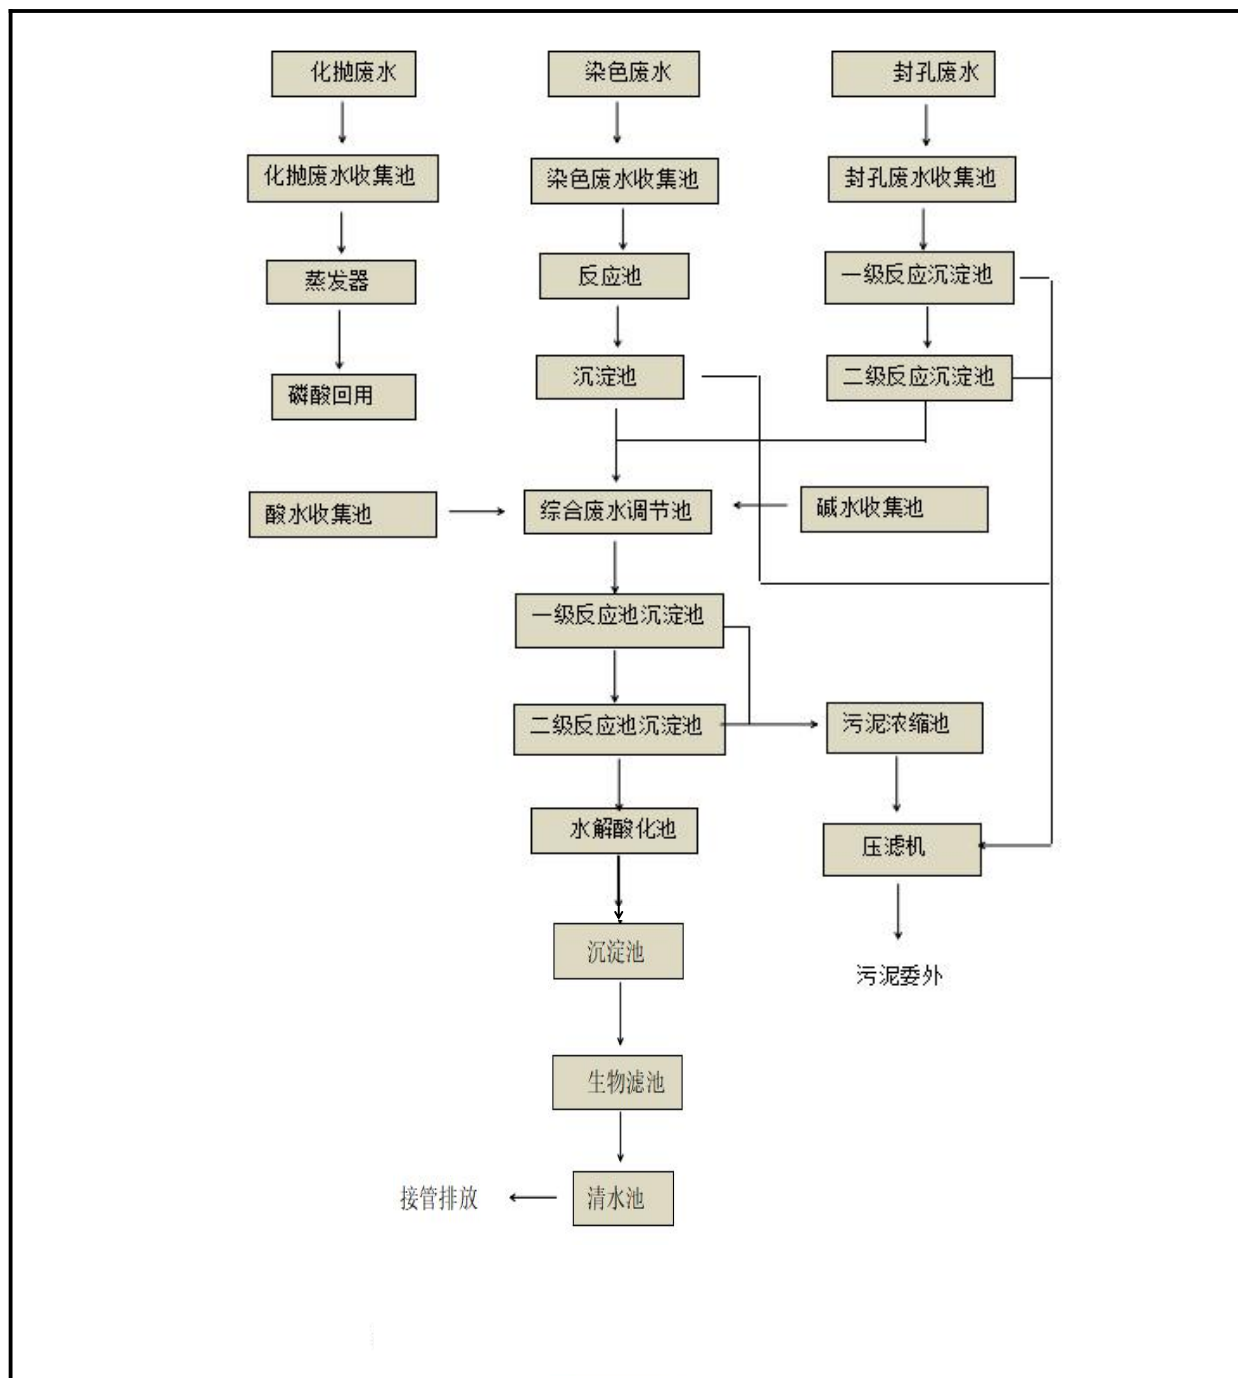 化抛废水
染色废水
封孔废水
化抛废水收集池
染色废水收集池
封孔废水收集池
蒸发器
反应池
一级反应沉淀池
磷酸回用
沉淀池
二级反应沉淀池
酸水收集池
综合废水调节池
碱水收集池
一级反应池沉淀池
二级反应池沉淀池
污泥浓缩池
水解酸化池
压滤机
沉淀池
污泥委外
生物滤池
接管排放
清水池